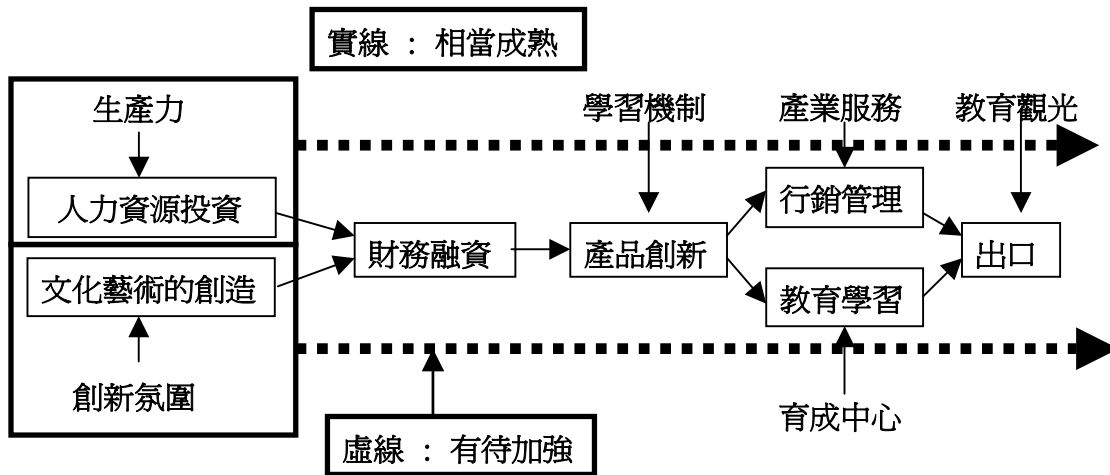 實線 : 相當成熟
生產力
學習機制
產業服務
教育觀光
人力資源投資
行銷管理
財務融資
產品創新
出口
文化藝術的創造
教育學習
創新氛圍
育成中心
虛線 : 有待加強